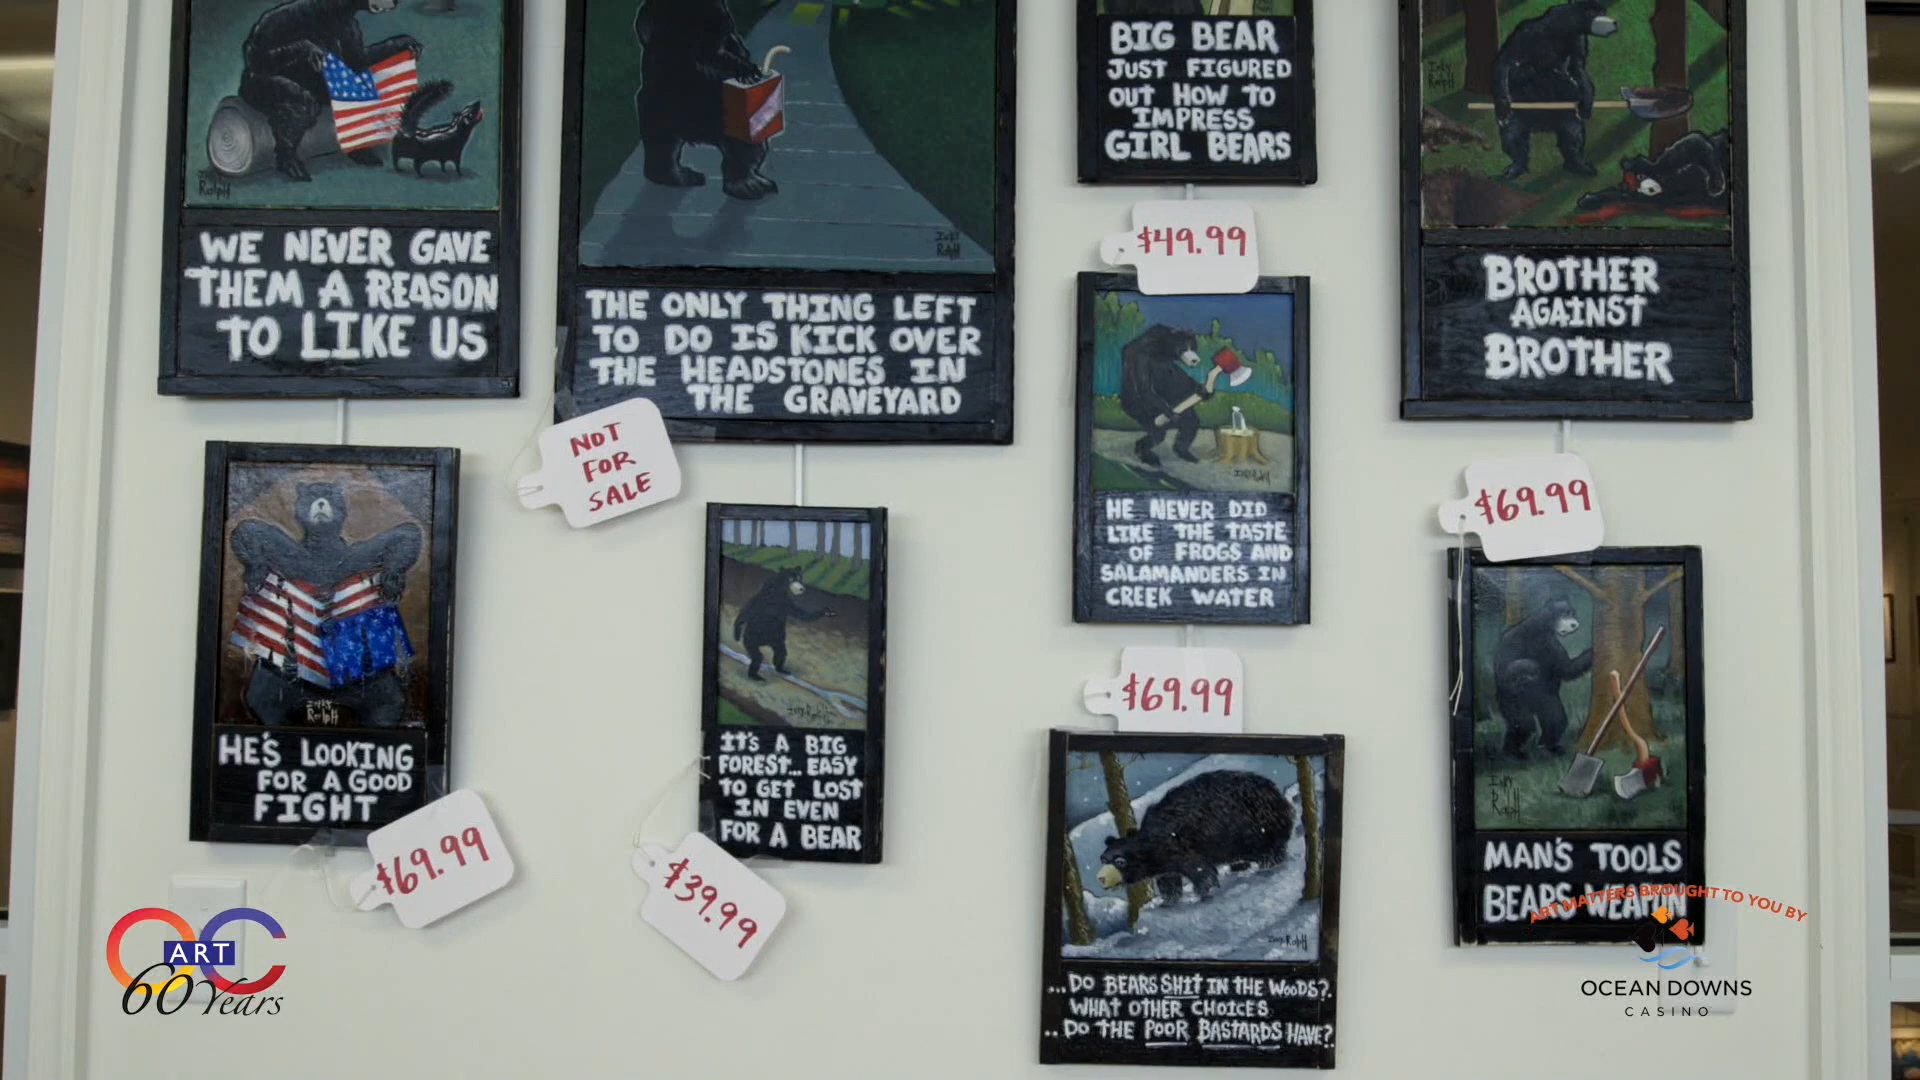 WE NEVER GAVE
THEM A REASON
TO LIKE US
THE ONLY THING LEFT
TO DO IS KICK OVER
THE HEADSTONES IN
THE GRAVEYARD
BIG BEAR
JUST FIGURED
OUT HOW TO
IMPRESS
GIRL BEARS
BROTHER
AGAINST
BROTHER
NOT
FOR
SALE
$49.99
HE NEVER DID
LIKE THE TASTE
OF FROGS AND
SALAMANDERS IN
CREEK WATER
$69.99
HE'S LOOKING
FOR A GOOD
FIGHT
$69.99
IT'S A BIG
FOREST... EASY
TO GET LOST
IN EVEN
FOR A BEAR
$39.99
$69.99
...DO BEARS SHIT IN THE WOODS?.
WHAT OTHER CHOICES
..DO THE POOR BASTARDS HAVE?.
MAN'S TOOLS
BEARS WEAPON
ART
60 Years
ART MATTERS BROUGHT TO YOU BY
OCEAN DOWNS
CASINO